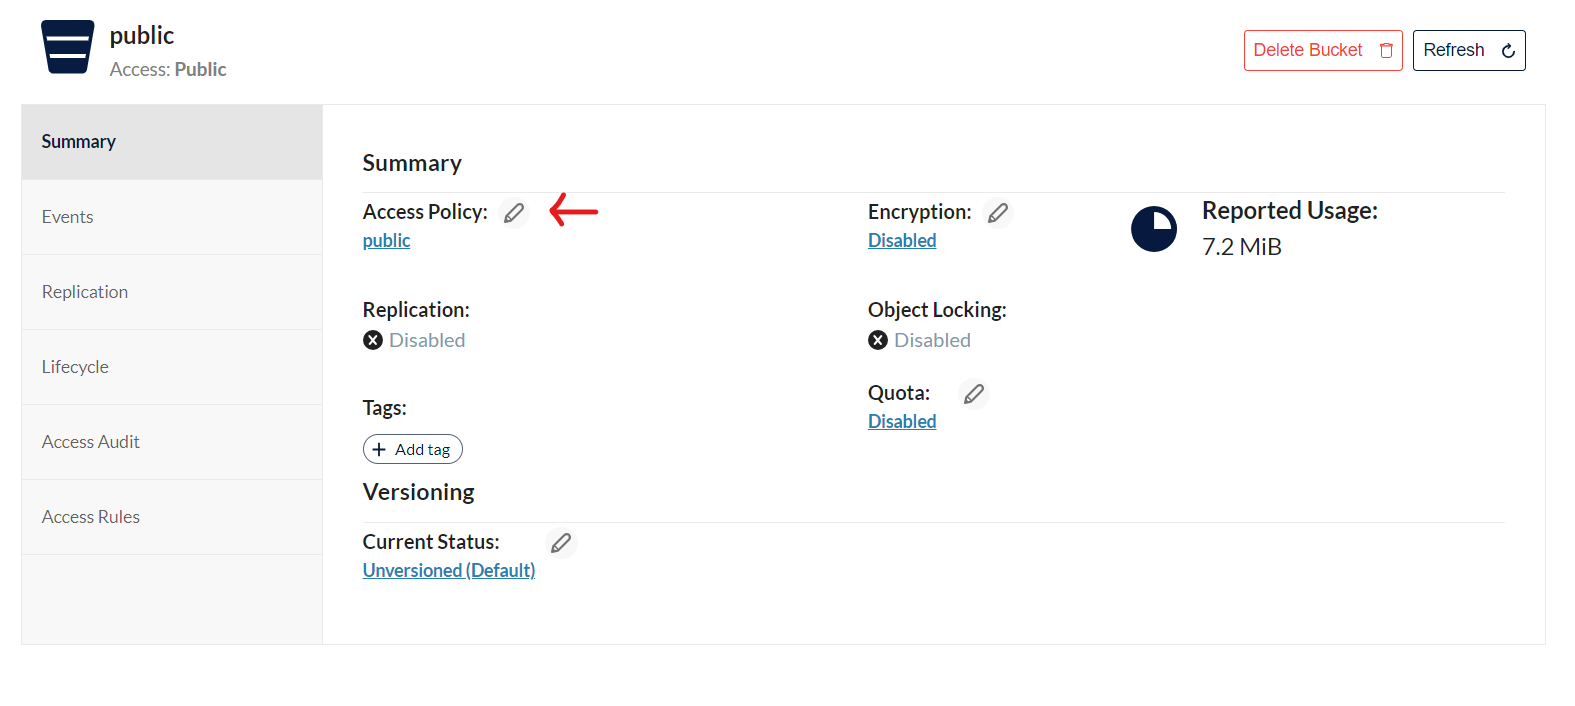 public
Access: Public
Delete Bucket
Refresh
Summary
Events
Replication
Lifecycle
Access Audit
Access Rules
Summary
Access Policy:
public
Encryption:
Disabled
Reported Usage:
7.2 MiB
Replication:
Disabled
Object Locking:
Disabled
Tags:
+ Add tag
Quota:
Disabled
Versioning
Current Status:
Unversioned (Default)